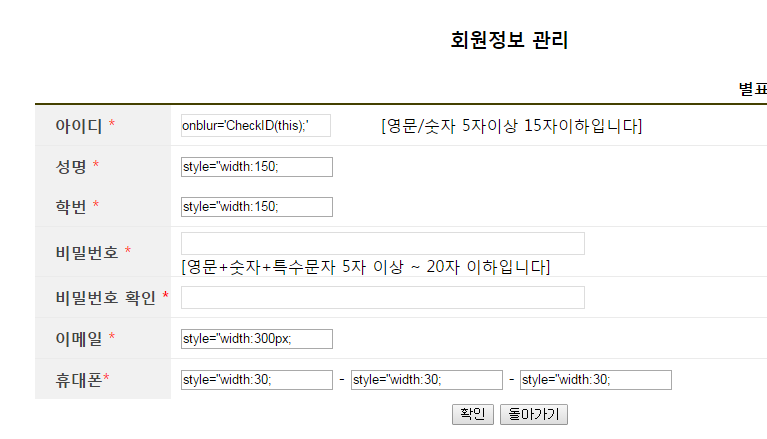 회원정보 관리
별표
아이디 * onblur='CheckID(this);' [영문/숫자 5자이상 15자이하입니다]
성명 * style="width:150;
학번 * style="width:150;
비밀번호 *
[영문+숫자+특수문자 5자 이상 ~ 20자 이하입니다]
비밀번호 확인 *
이메일 * style="width:300px;
휴대폰* style="width:30; - style="width:30; - style="width:30;
확인 돌아가기